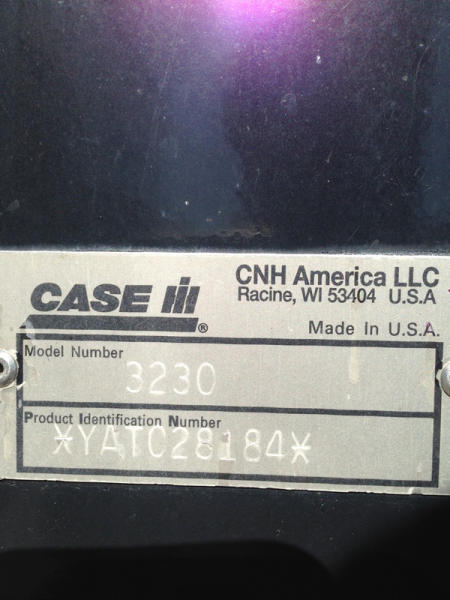 CASE IH®
CNH America LLC
Racine, WI 53404 U.S.A
Made In U.S.A.
Model Number
3230
Product Identification Number
*YATC28184*